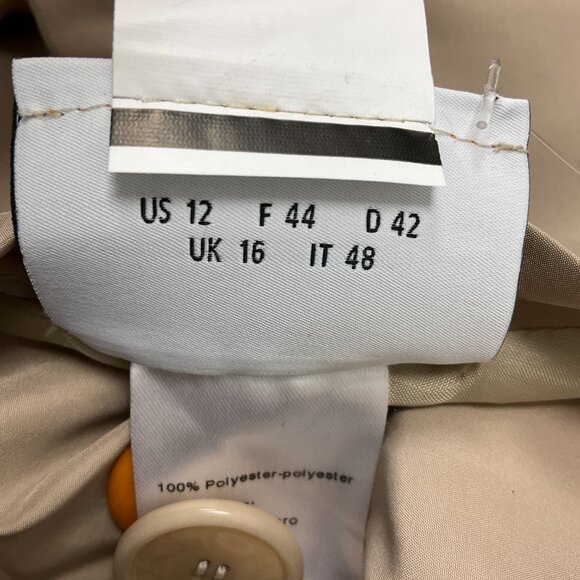 US 12 F 44 D 42
UK 16 IT 48
100% Polyester-polyester